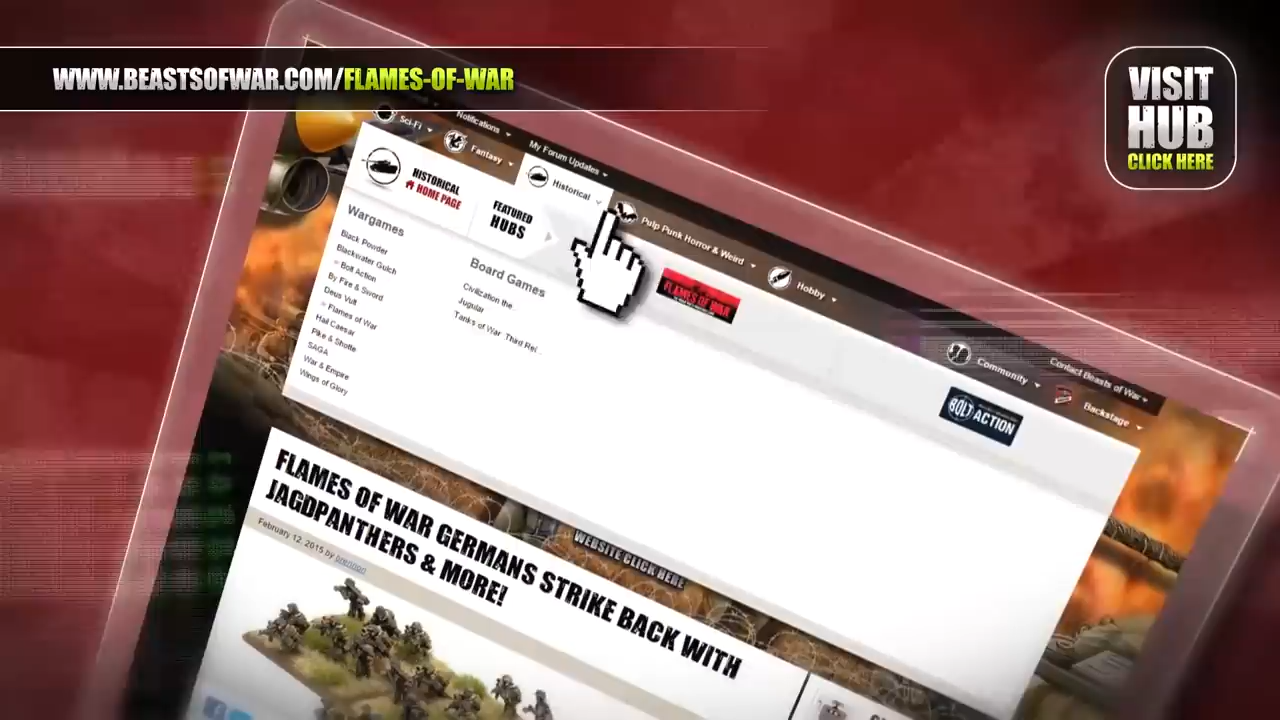 WWW.BEASTSOFWAR.COM/FLAMES-OF-WAR
VISIT
HUB
CLICK HERE
Notifications
My Forum Updates
Contact Beasts of War
Sci-Fi
Fantasy
Historical
Pulp Punk Horror & Weird
Hobby
Community
Backstage
HISTORICAL
HOME PAGE
FEATURED
HUBS
FLAMES OF WAR
BOLT ACTION
Wargames
Black Powder
Blackwater Gulch
Bolt Action
By Fire & Sword
Deus Vult
Flames of War
Hail Caesar
Pike & Shotte
SAGA
War & Empire
Wings of Glory
Board Games
Civilization the...
Jugular
Tanks of War: Third Rei...
WEBSITE CLICK HERE
FLAMES OF WAR GERMANS STRIKE BACK WITH
JAGDPANTHERS & MORE!
February 12, 2015 by brennon